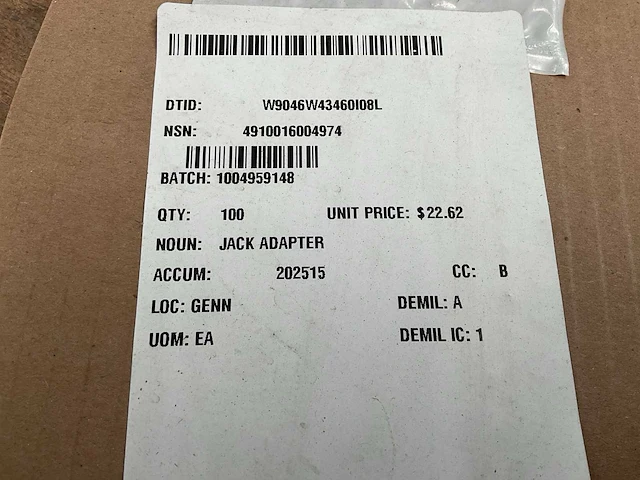 DTID: W9046W43460I08L
NSN: 4910016004974
BATCH: 1004959148
QTY: 100 UNIT PRICE: $22.62
NOUN: JACK ADAPTER
ACCUM: 202515 CC: B
LOC: GENN DEMIL: A
UOM: EA DEMIL IC: 1